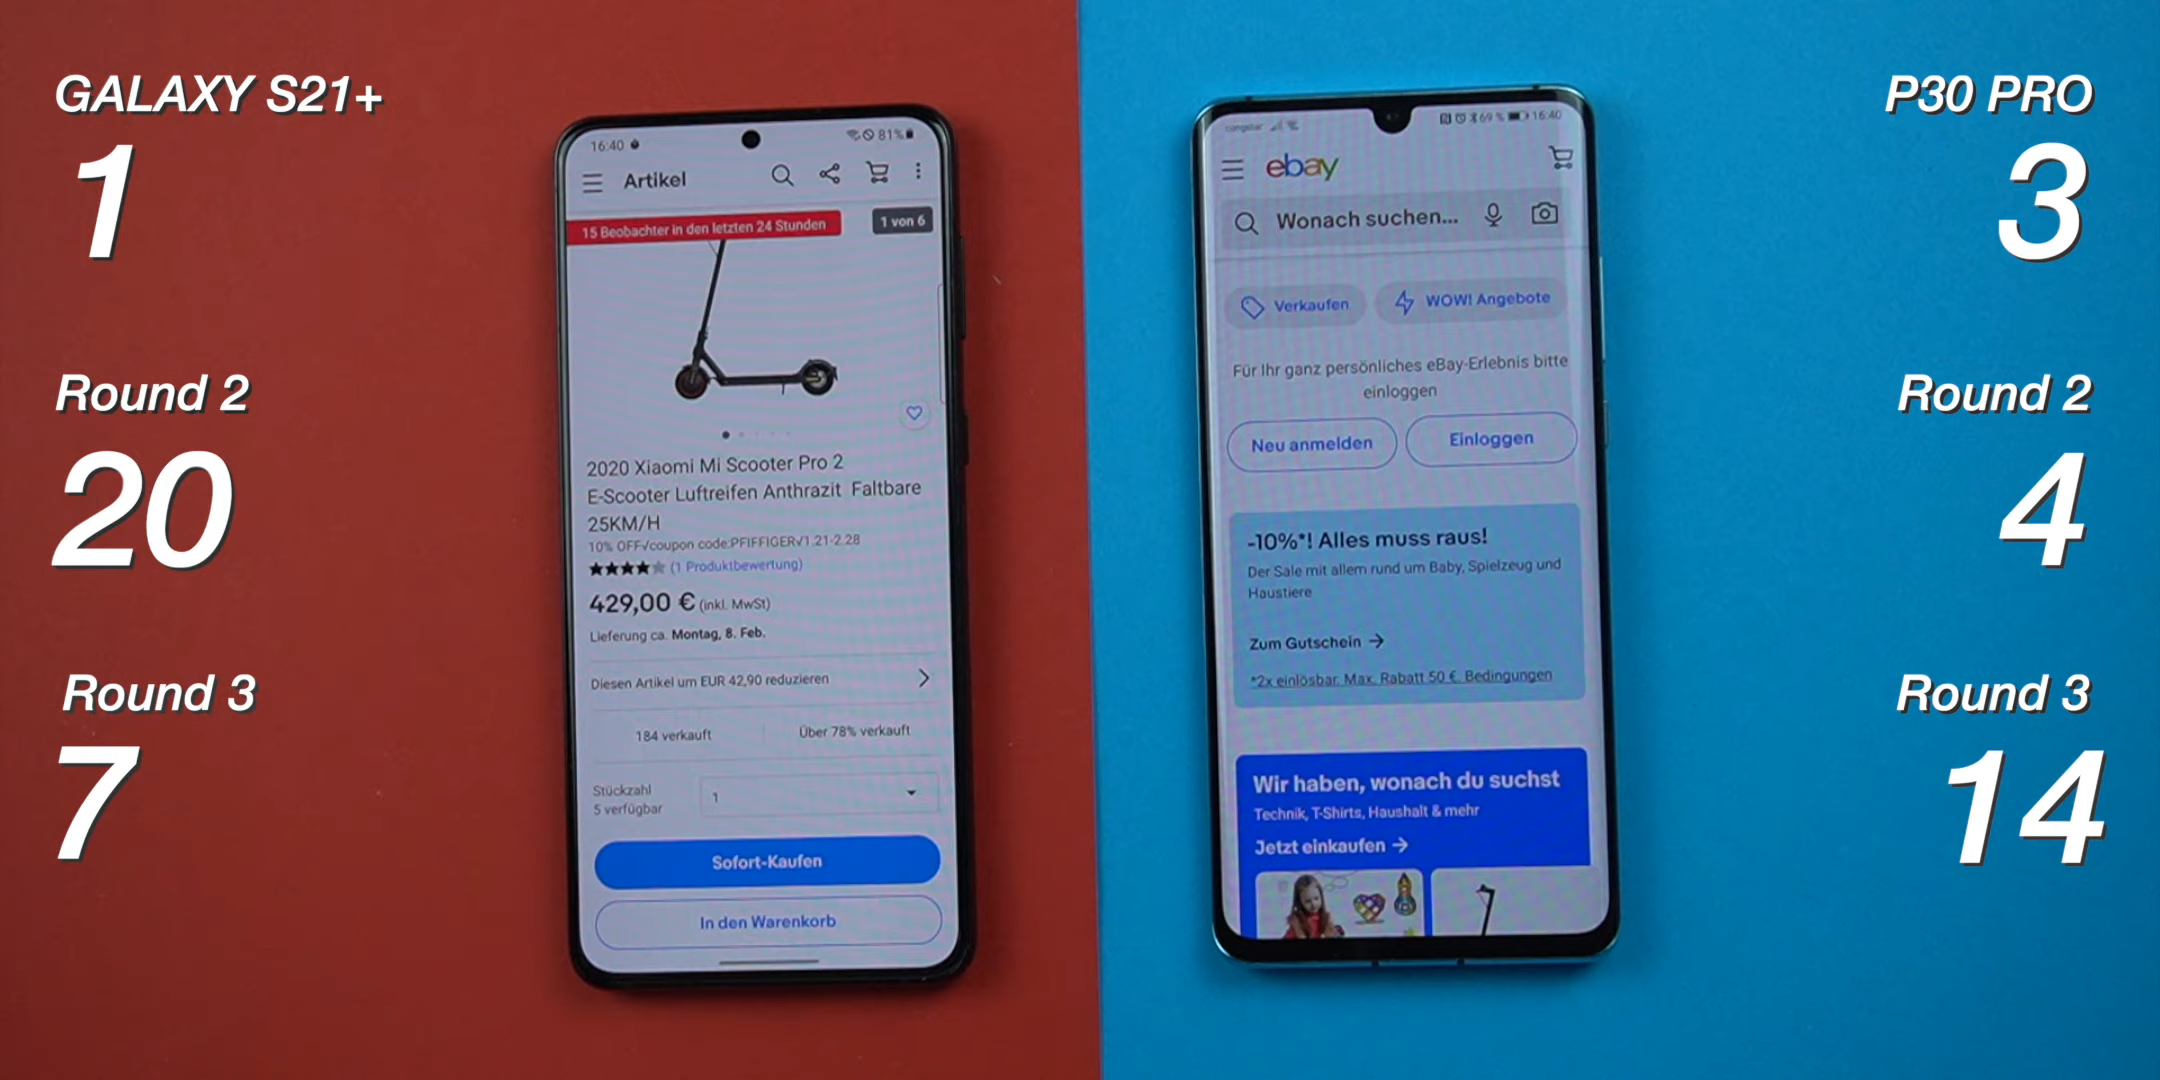 GALAXY S21+
1
Round 2
20
Round 3
7
16:40
81%
Artikel
15 Beobachter in den letzten 24 Stunden
1 von 6
2020 Xiaomi Mi Scooter Pro 2
E-Scooter Luftreifen Anthrazit Faltbare
25KM/H
10% OFF√coupon code:PFIFFIGER√1.21-2.28
(1 Produktbewertung)
429,00 € (inkl. MwSt)
Lieferung ca. Montag, 8. Feb.
Diesen Artikel um EUR 42,90 reduzieren
184 verkauft
Über 78% verkauft
Stückzahl
5 verfügbar
1
Sofort-Kaufen
In den Warenkorb
congstar
69 % 16:40
ebay
Wonach suchen...
Verkaufen
WOW! Angebote
Für Ihr ganz persönliches eBay-Erlebnis bitte
einloggen
Neu anmelden
Einloggen
-10%*! Alles muss raus!
Der Sale mit allem rund um Baby, Spielzeug und
Haustiere
Zum Gutschein →
*2x einlösbar. Max. Rabatt 50 €. Bedingungen
Wir haben, wonach du suchst
Technik, T-Shirts, Haushalt & mehr
Jetzt einkaufen →
P30 PRO
3
Round 2
4
Round 3
14